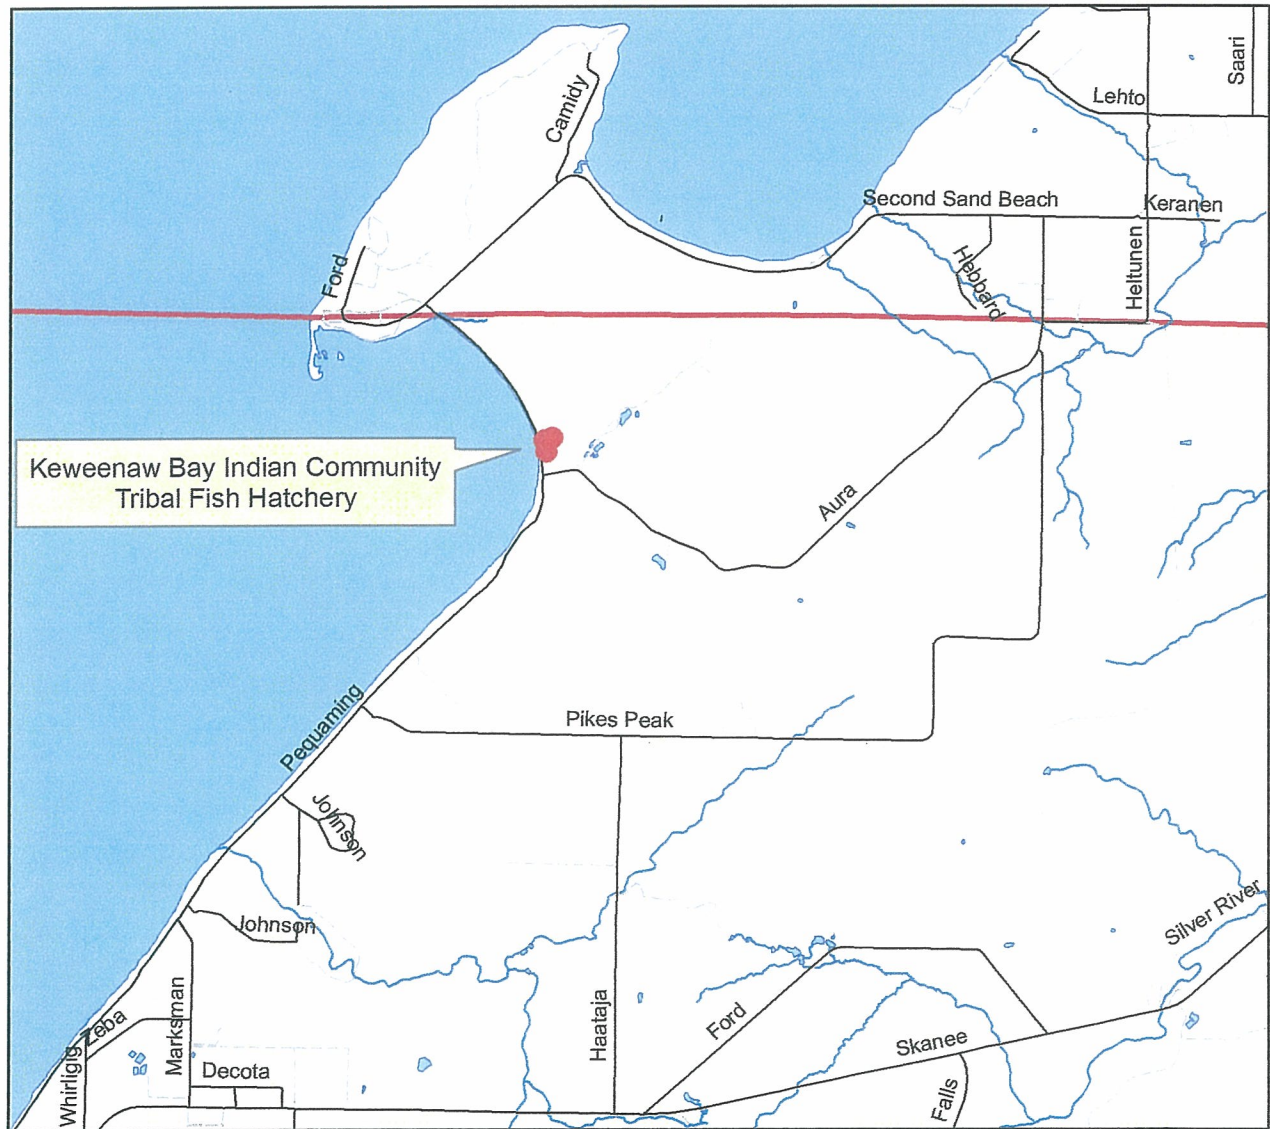 Saari
Camidy
Lehto
Second Sand Beach
Keranen
Ford
Hebbard
Heltunen
Keweenaw Bay Indian Community
Tribal Fish Hatchery
Aura
Pequaming
Pikes Peak
Johnson
Johnson
Silver River
Marksman
Haataja
Ford
Zeba
Skanee
Whirligig
Decota
Falls